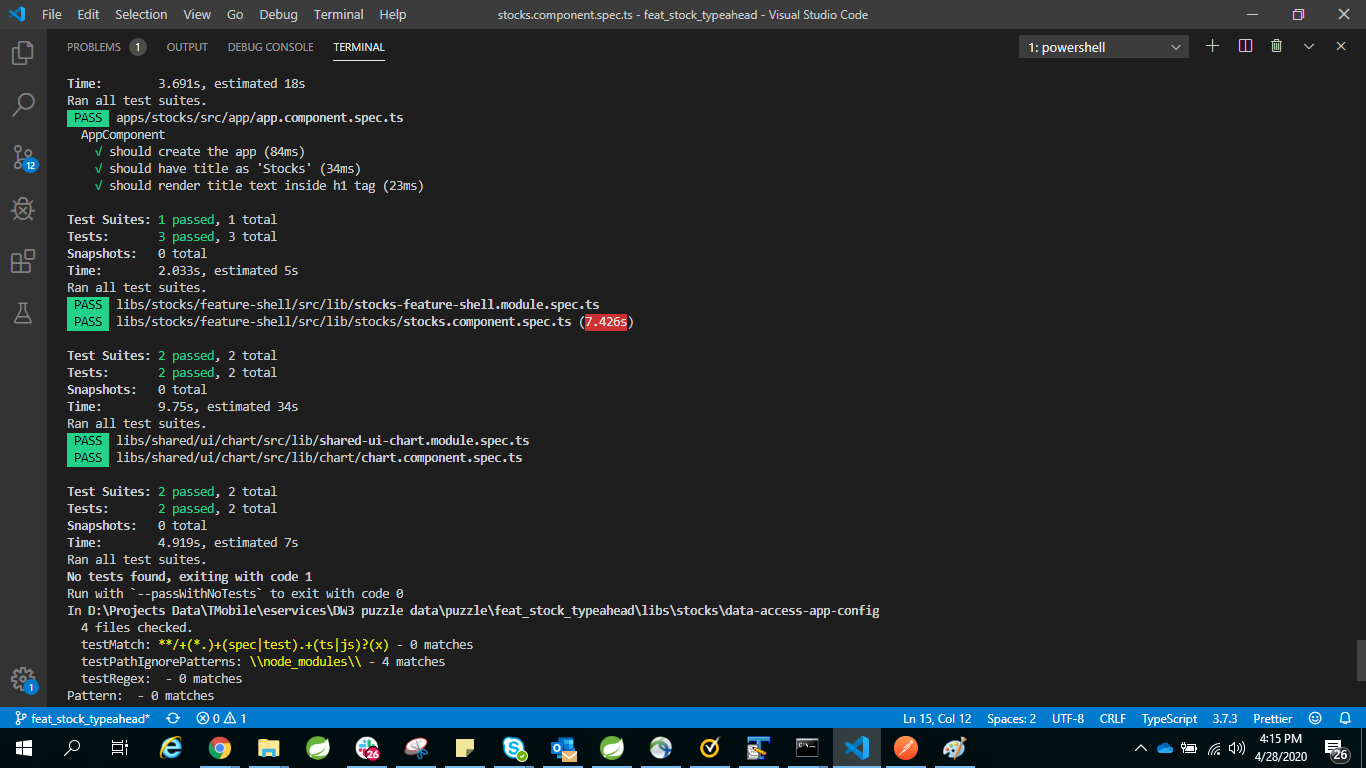 File Edit Selection View Go Debug Terminal Help stocks.component.spec.ts - feat_stock_typeahead - Visual Studio Code
PROBLEMS 1 OUTPUT DEBUG CONSOLE TERMINAL 1: powershell
Time: 3.691s, estimated 18s
Ran all test suites.
PASS apps/stocks/src/app/app.component.spec.ts
AppComponent
√ should create the app (84ms)
√ should have title as 'Stocks' (34ms)
√ should render title text inside h1 tag (23ms)
Test Suites: 1 passed, 1 total
Tests: 3 passed, 3 total
Snapshots: 0 total
Time: 2.033s, estimated 5s
Ran all test suites.
PASS libs/stocks/feature-shell/src/lib/stocks-feature-shell.module.spec.ts
PASS libs/stocks/feature-shell/src/lib/stocks/stocks.component.spec.ts (7.426s)
Test Suites: 2 passed, 2 total
Tests: 2 passed, 2 total
Snapshots: 0 total
Time: 9.75s, estimated 34s
Ran all test suites.
PASS libs/shared/ui/chart/src/lib/shared-ui-chart.module.spec.ts
PASS libs/shared/ui/chart/src/lib/chart/chart.component.spec.ts
Test Suites: 2 passed, 2 total
Tests: 2 passed, 2 total
Snapshots: 0 total
Time: 4.919s, estimated 7s
Ran all test suites.
No tests found, exiting with code 1
Run with `--passWithNoTests` to exit with code 0
In D:\Projects Data\TMobile\eservices\DW3 puzzle data\puzzle\feat_stock_typeahead\libs\stocks\data-access-app-config
4 files checked.
testMatch: **/+(*.)+(spec|test).+(ts|js)?(x) - 0 matches
testPathIgnorePatterns: \\node_modules\\ - 4 matches
testRegex:  - 0 matches
Pattern:  - 0 matches
12
1
feat_stock_typeahead* 0 1 Ln 15, Col 12 Spaces: 2 UTF-8 CRLF TypeScript 3.7.3 Prettier
26
4:15 PM
4/28/2020
26